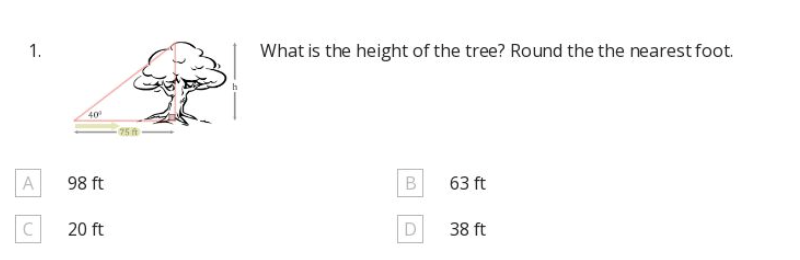 1.
What is the height of the tree? Round the the nearest foot.
h
40°
75 ft
A 98 ft
B 63 ft
C 20 ft
D 38 ft